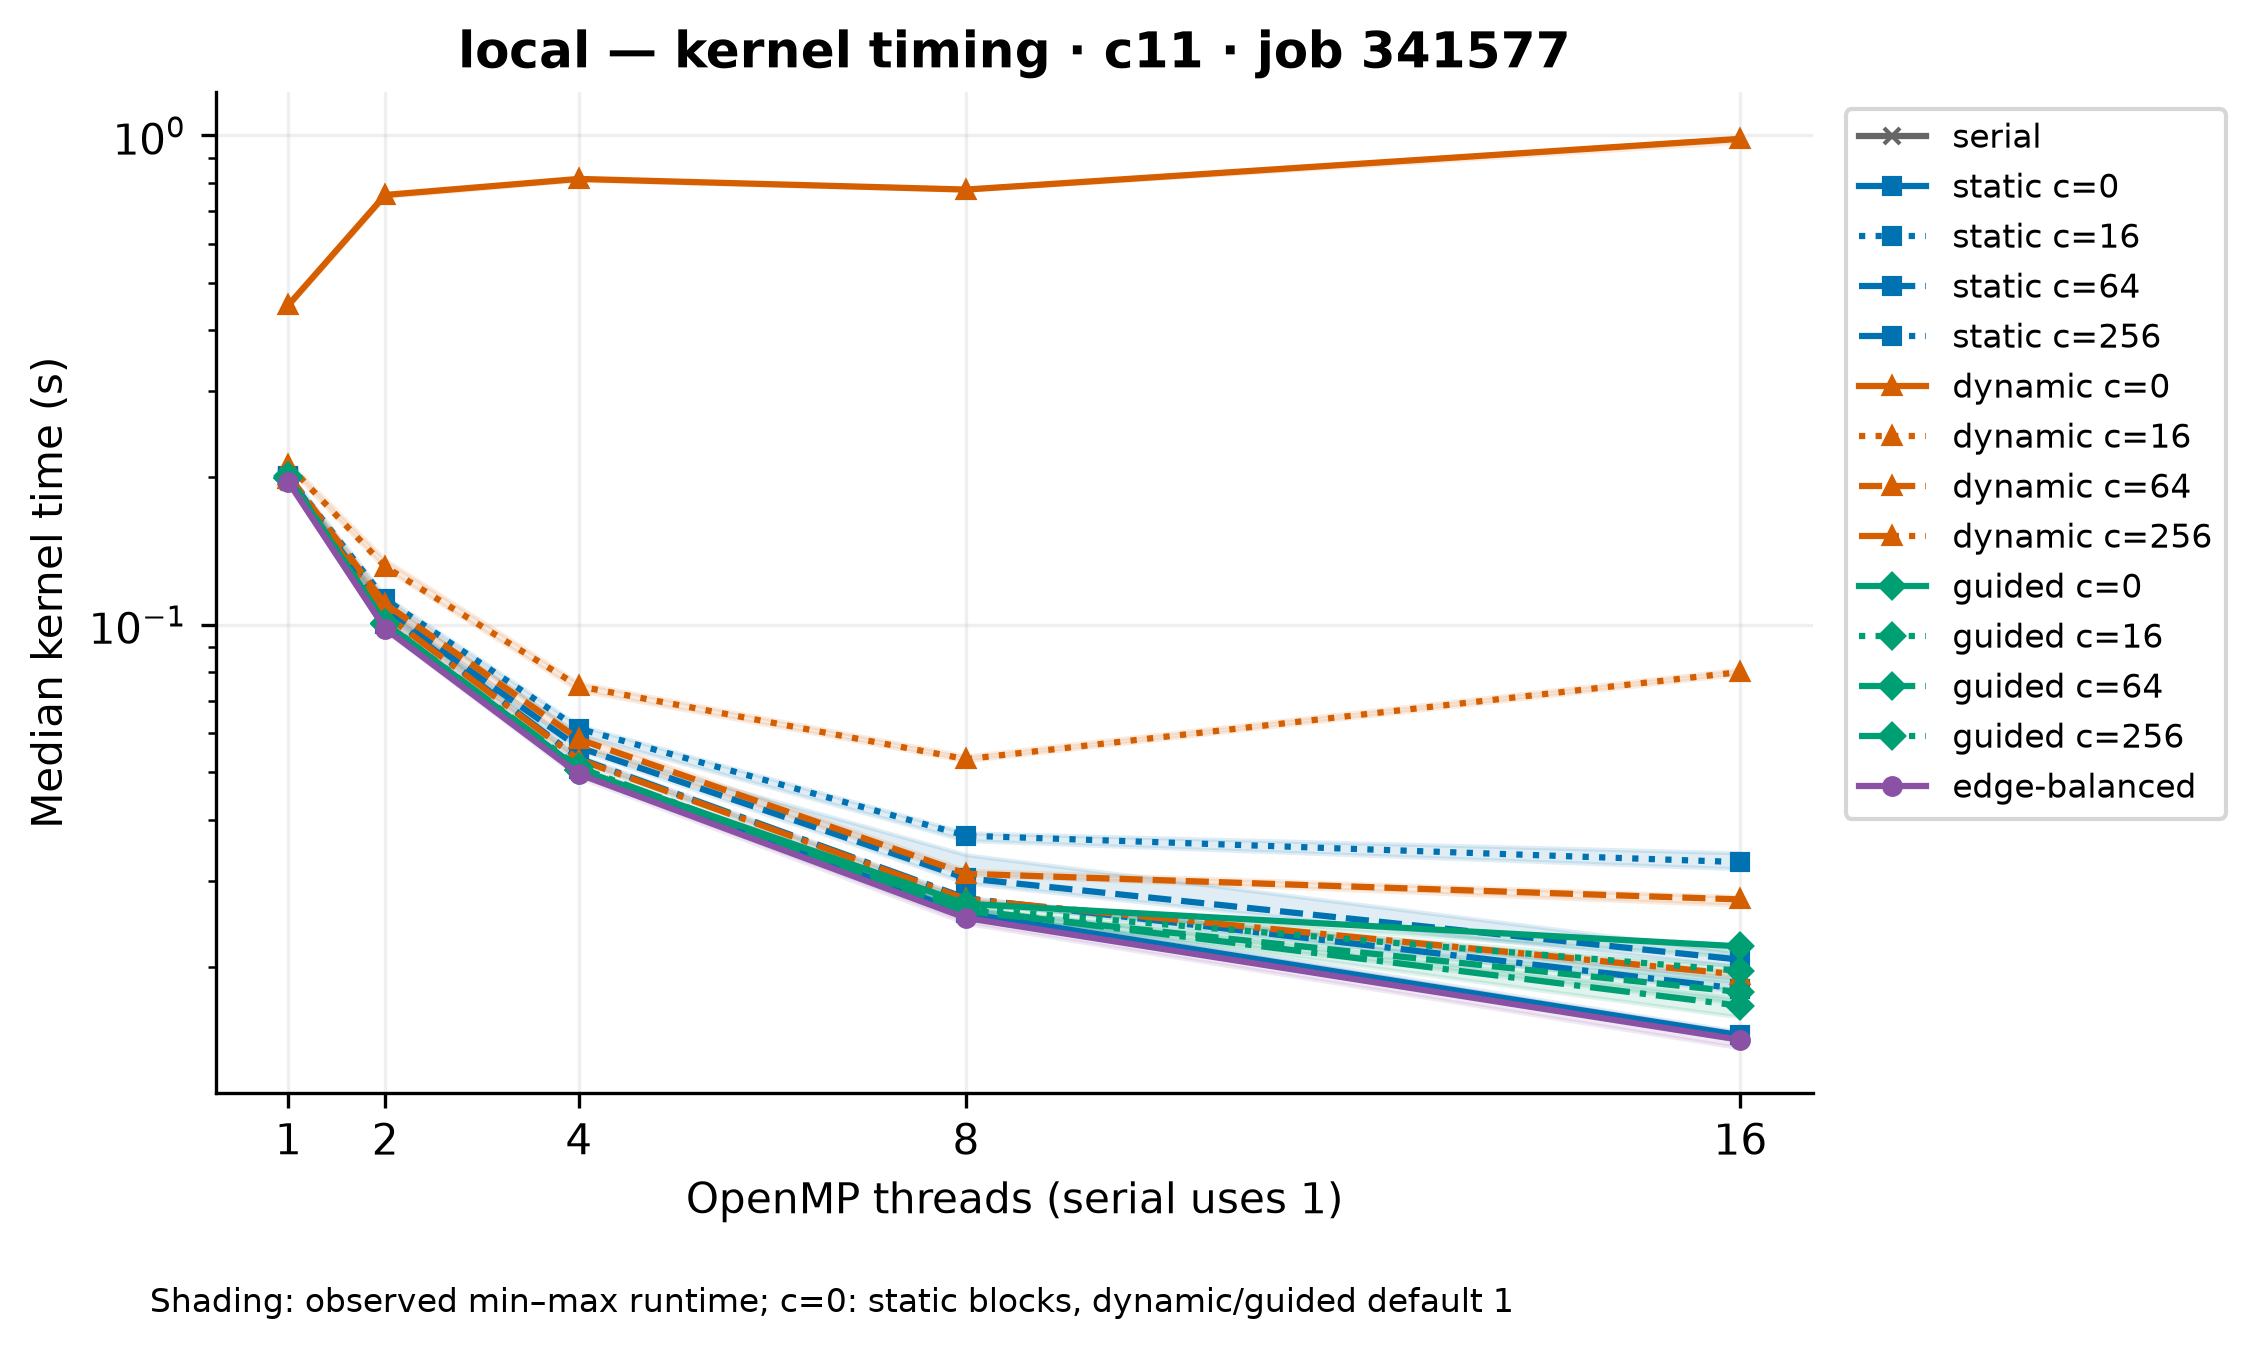 local — kernel timing · c11 · job 341577
Median kernel time (s)
10⁰
10⁻¹
1 2 4 8 16
OpenMP threads (serial uses 1)
serial
static c=0
static c=16
static c=64
static c=256
dynamic c=0
dynamic c=16
dynamic c=64
dynamic c=256
guided c=0
guided c=16
guided c=64
guided c=256
edge-balanced
Shading: observed min–max runtime; c=0: static blocks, dynamic/guided default 1